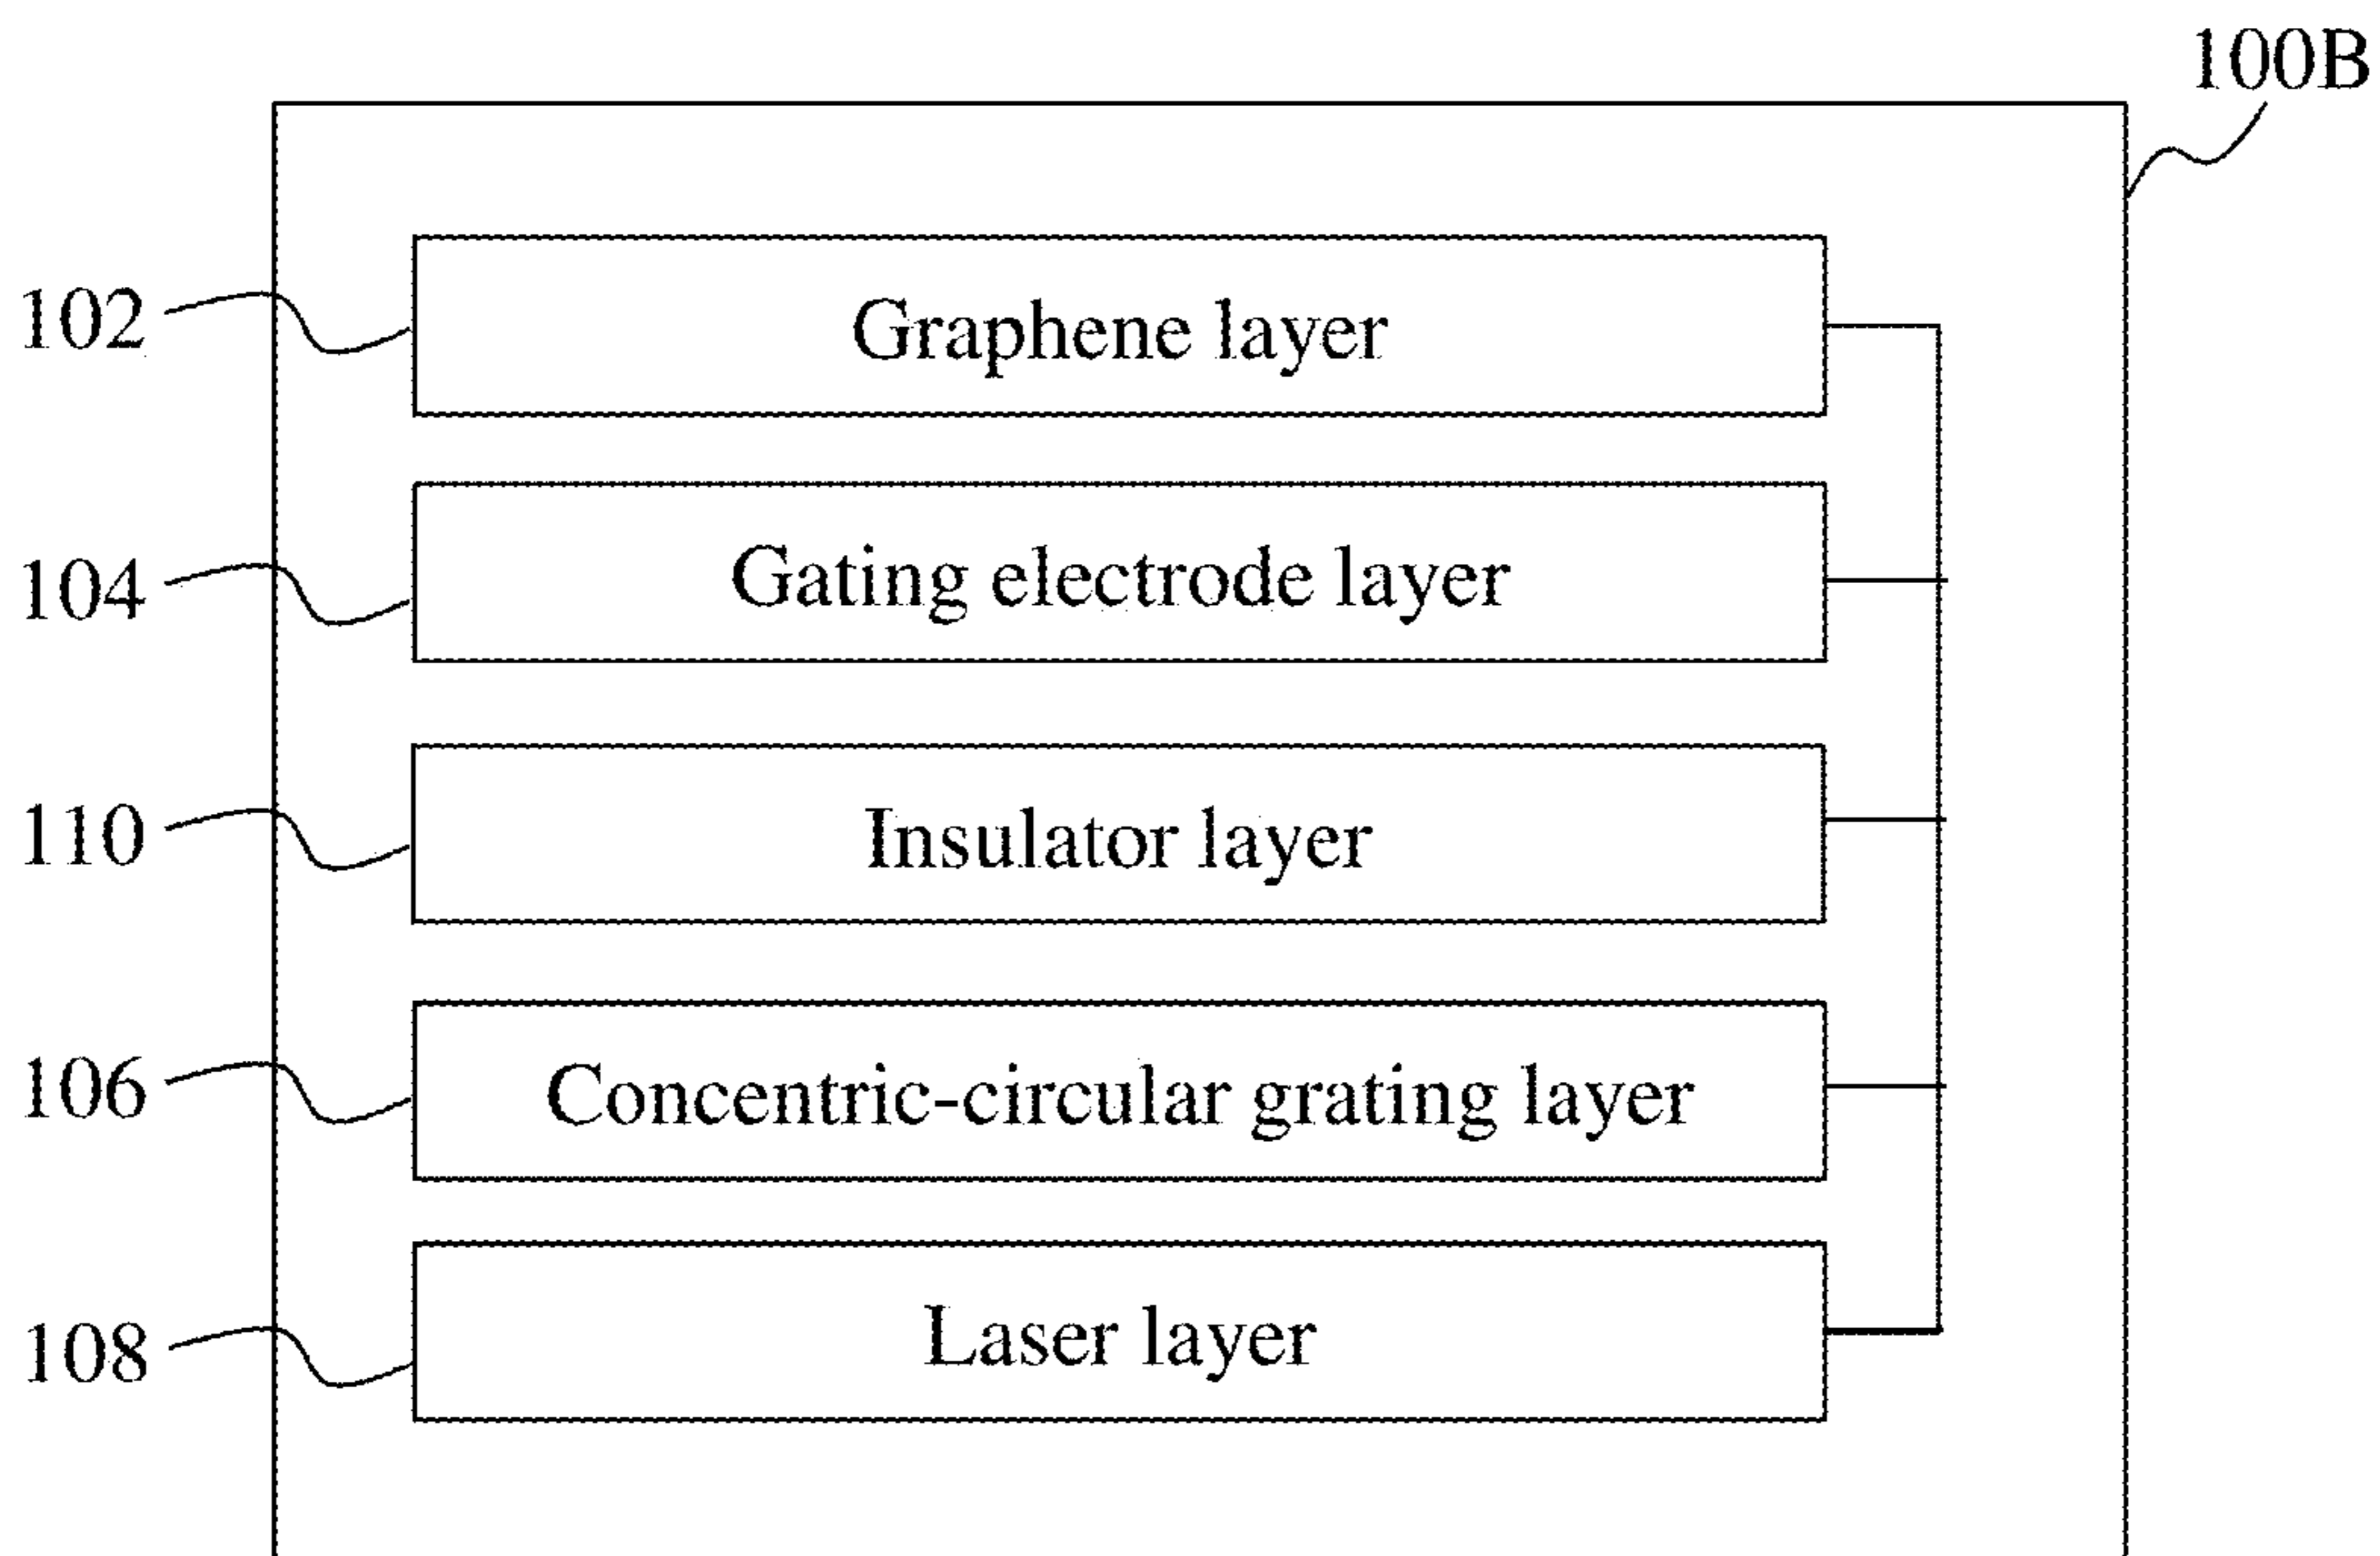 100B
102 Graphene layer
104 Gating electrode layer
110 Insulator layer
106 Concentric-circular grating layer
108 Laser layer